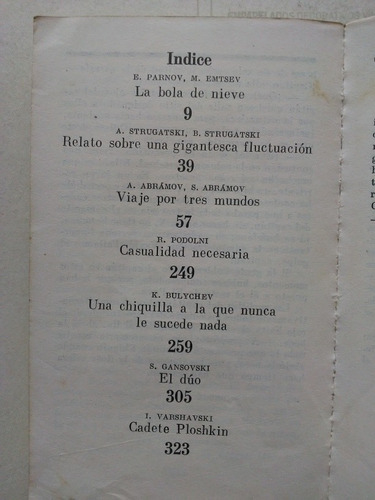 Indice
E. PARNOV, M. EMTSEV
La bola de nieve
9
A. STRUGATSKI, B. STRUGATSKI
Relato sobre una gigantesca fluctuación
39
A. ABRÁMOV, S. ABRÁMOV
Viaje por tres mundos
57
R. PODOLNI
Casualidad necesaria
249
K. BULYCHEV
Una chiquilla a la que nunca
le sucede nada
259
S. GANSOVSKI
El dúo
305
I. VARSHAVSKI
Cadete Ploshkin
323